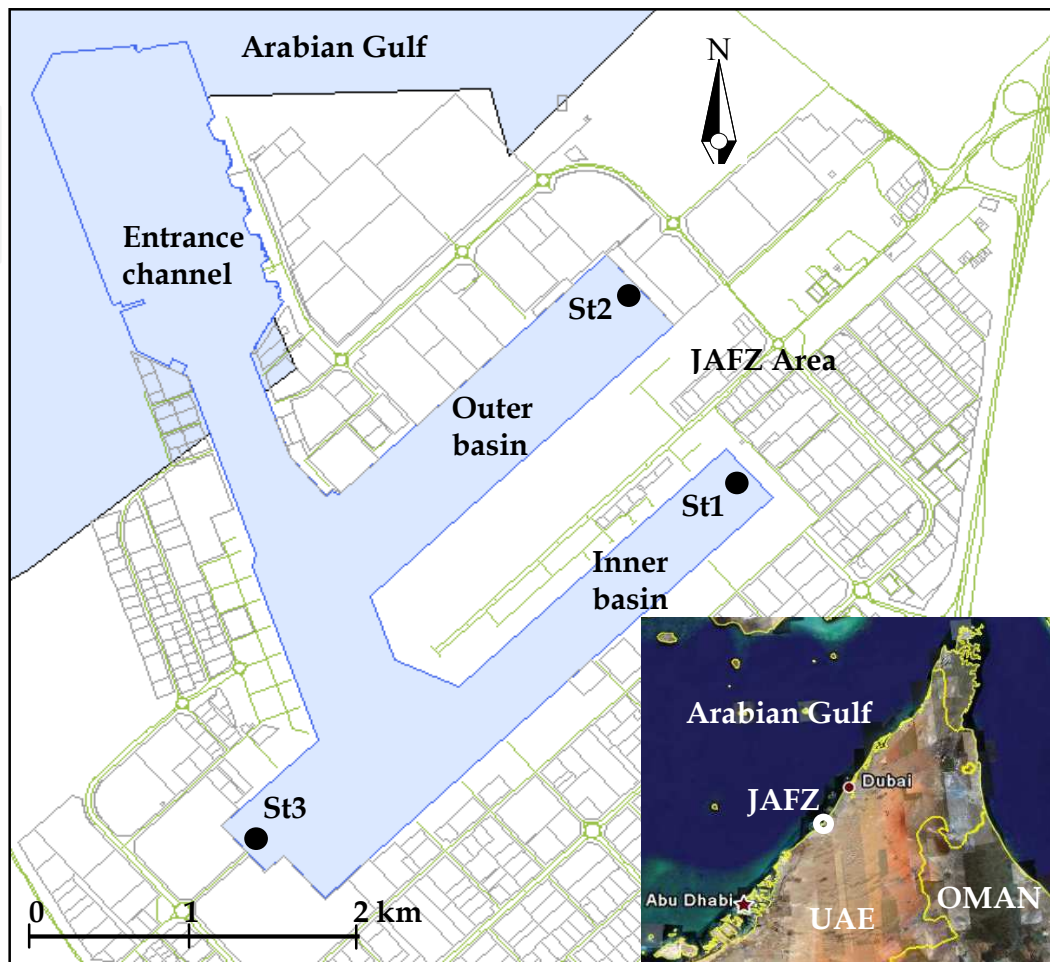 Arabian Gulf
N
Entrance
channel
St2
JAFZ Area
Outer
basin
St1
Inner
basin
Arabian Gulf
Dubai
JAFZ
St3
Abu Dhabi
OMAN
UAE
0
1
2 km